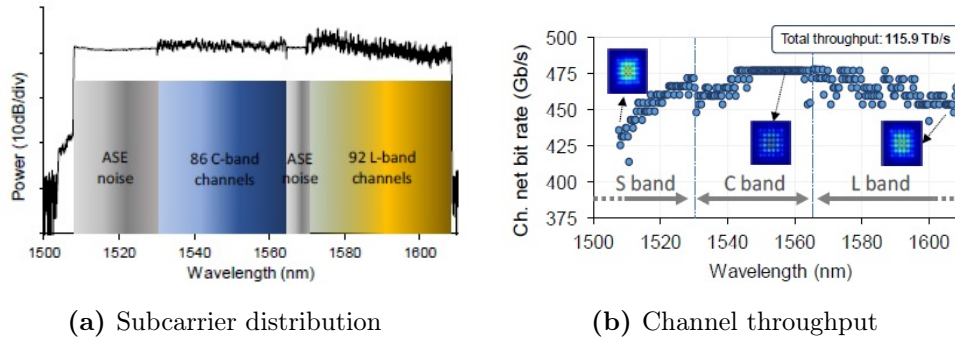 Power (10dB/div)
ASE
noise
86 C-band
channels
ASE
noise
92 L-band
channels
1500 1520 1540 1560 1580 1600
Wavelength (nm)
(a) Subcarrier distribution
Ch. net bit rate (Gb/s)
500
475
450
425
400
375
Total throughput: 115.9 Tb/s
S band
C band
L band
1500 1520 1540 1560 1580 1600
Wavelength (nm)
(b) Channel throughput